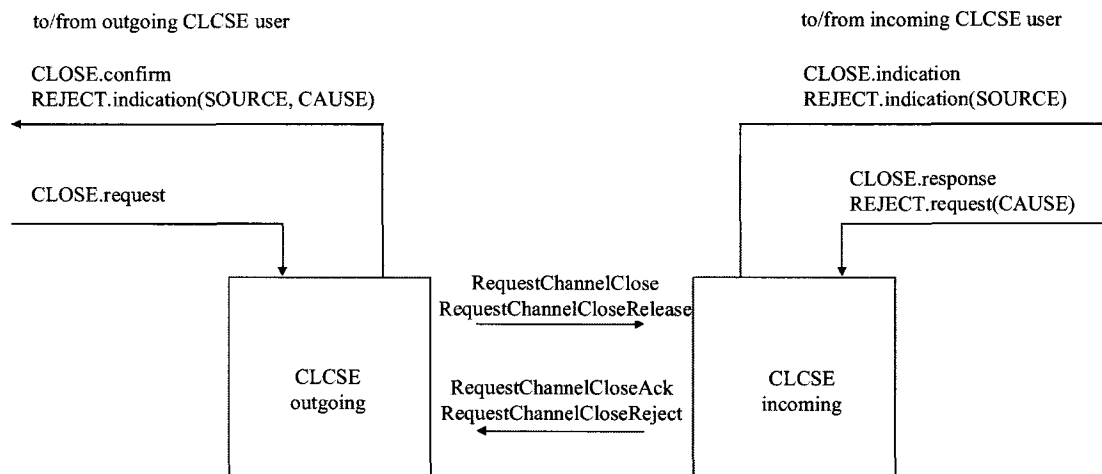 to/from outgoing CLCSE user
to/from incoming CLCSE user
CLOSE.confirm
REJECT.indication(SOURCE, CAUSE)
CLOSE.indication
REJECT.indication(SOURCE)
CLOSE.request
CLOSE.response
REJECT.request(CAUSE)
RequestChannelClose
RequestChannelCloseRelease
CLCSE
outgoing
RequestChannelCloseAck
RequestChannelCloseReject
CLCSE
incoming